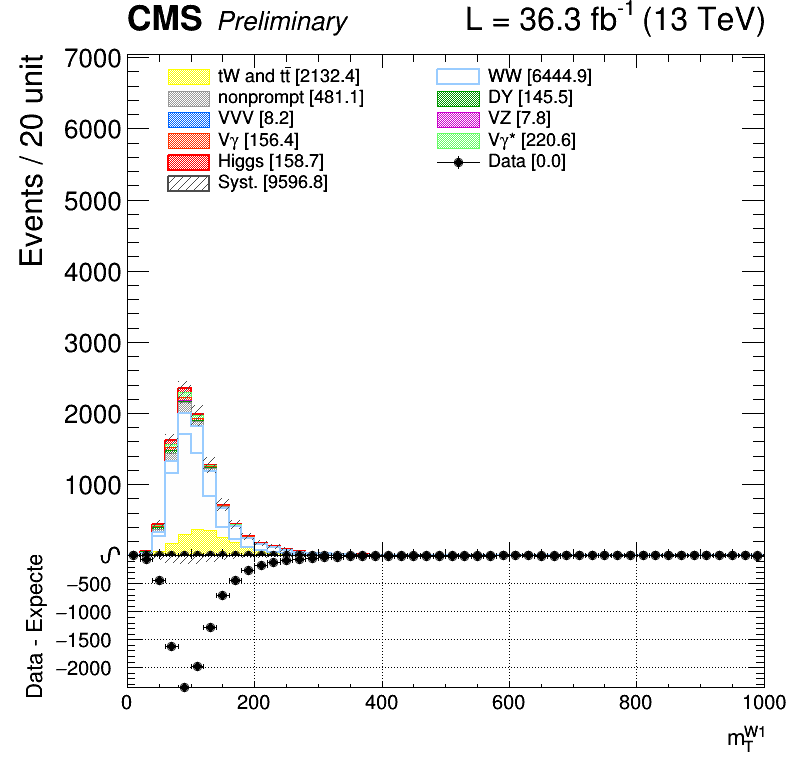 CMS Preliminary L = 36.3 fb⁻¹ (13 TeV)
Events / 20 unit
7000
6000
5000
4000
3000
2000
1000
tW and tt̄ [2132.4]
nonprompt [481.1]
VVV [8.2]
Vγ [156.4]
Higgs [158.7]
Syst. [9596.8]
WW [6444.9]
DY [145.5]
VZ [7.8]
Vγ* [220.6]
Data [0.0]
Data - Expecte
−500
−1000
−1500
−2000
0 200 400 600 800 1000
m_T^W1